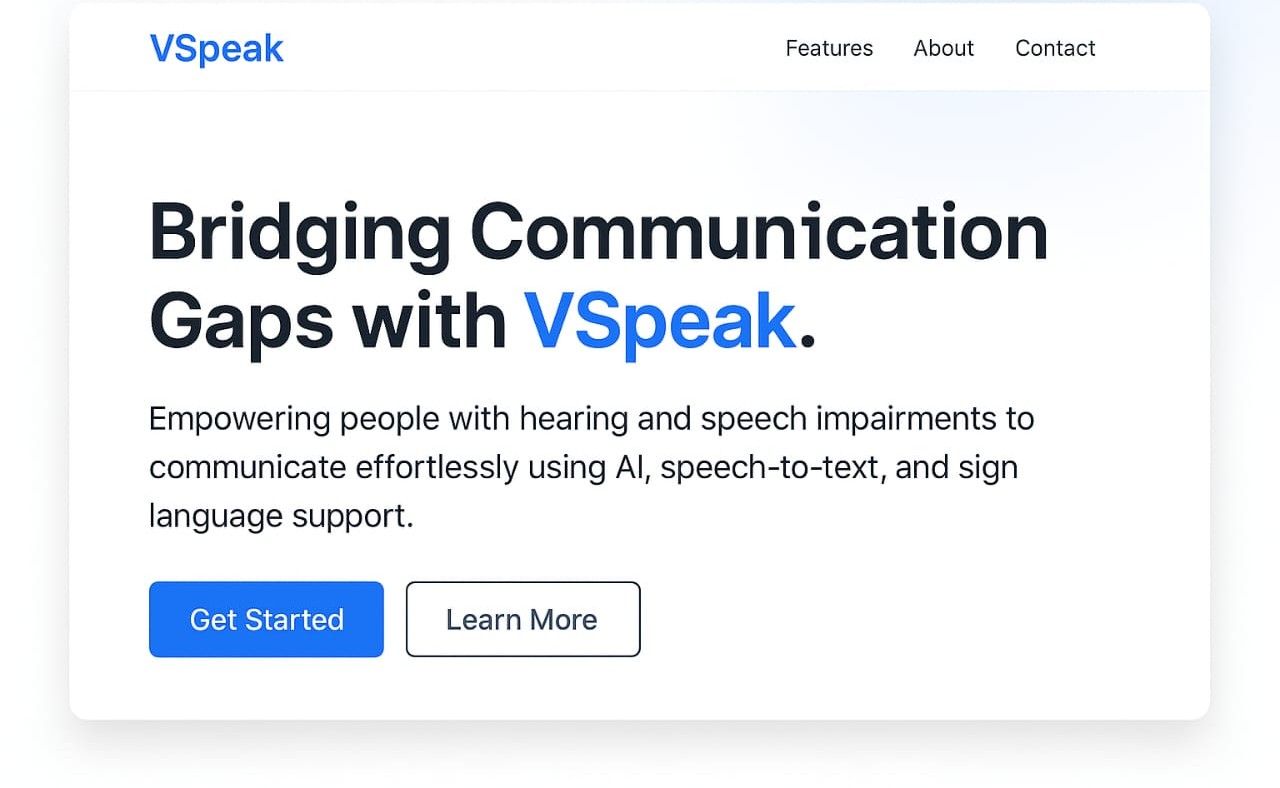 VSpeak
Features About Contact
Bridging Communication
Gaps with VSpeak.
Empowering people with hearing and speech impairments to
communicate effortlessly using AI, speech-to-text, and sign
language support.
Get Started Learn More